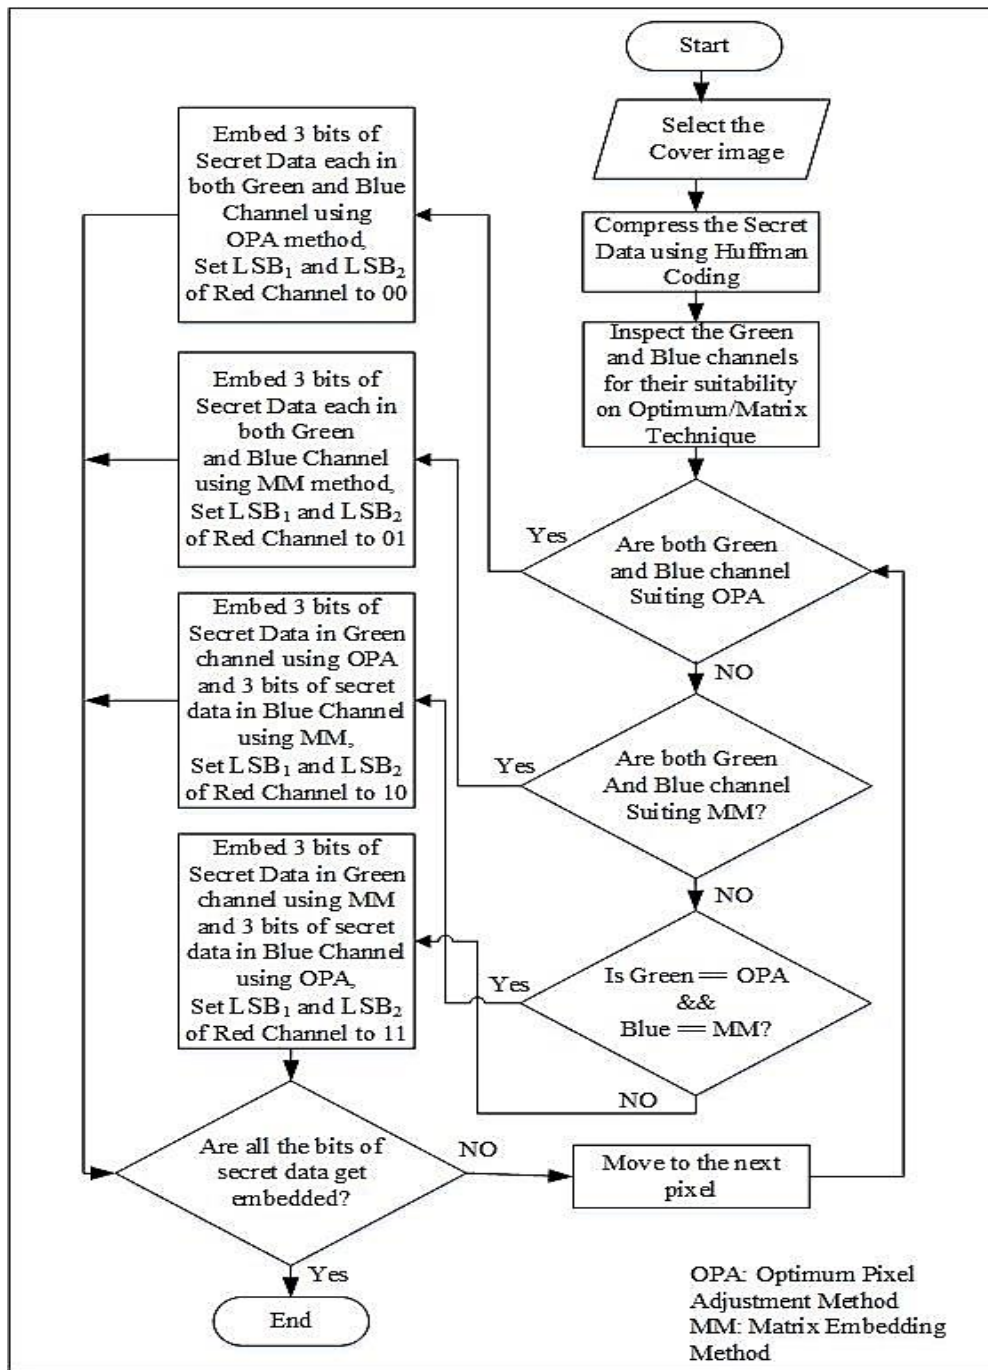 Start
Select the
Cover image
Compress the Secret
Data using Huffman
Coding
Inspect the Green
and Blue channels
for their suitability
on Optimum/Matrix
Technique
Are both Green
and Blue channel
Suiting OPA
Yes
NO
Embed 3 bits of
Secret Data each in
both Green and Blue
Channel using
OPA method,
Set LSB₁ and LSB₂
of Red Channel to 00
Are both Green
And Blue channel
Suiting MM?
Yes
NO
Embed 3 bits of
Secret Data each in
both Green
and Blue Channel
using MM method,
Set LSB₁ and LSB₂
of Red Channel to 01
Is Green == OPA
&&
Blue == MM?
Yes
NO
Embed 3 bits of
Secret Data in Green
channel using OPA
and 3 bits of secret
data in Blue Channel
using MM,
Set LSB₁ and LSB₂
of Red Channel to 10
Embed 3 bits of
Secret Data in Green
channel using MM
and 3 bits of secret
data in Blue Channel
using OPA,
Set LSB₁ and LSB₂
of Red Channel to 11
Are all the bits of
secret data get
embedded?
NO
Move to the next
pixel
Yes
End
OPA: Optimum Pixel
Adjustment Method
MM: Matrix Embedding
Method